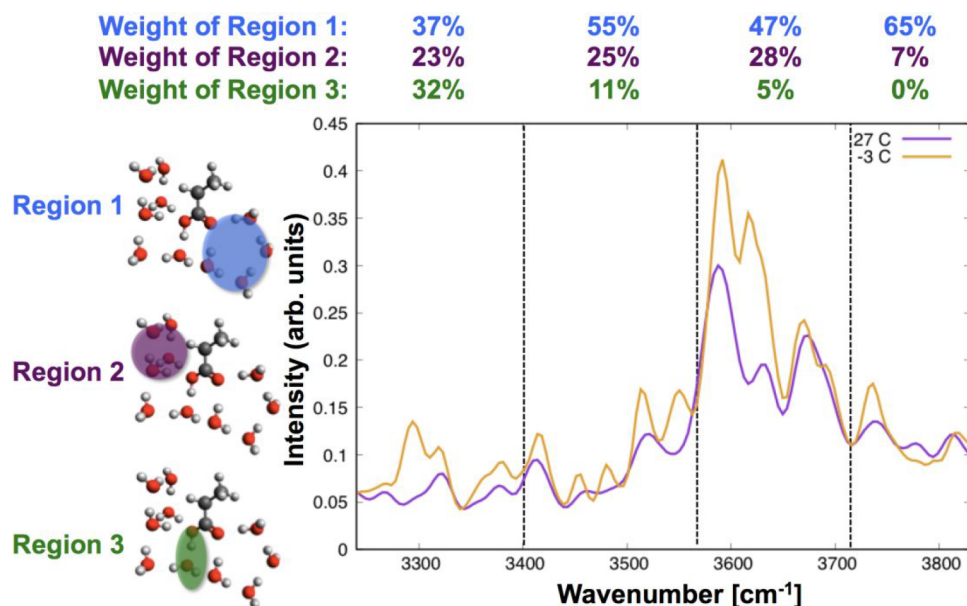 Weight of Region 1: 37% 55% 47% 65%
Weight of Region 2: 23% 25% 28% 7%
Weight of Region 3: 32% 11% 5% 0%
Region 1
Region 2
Region 3
Intensity (arb. units)
0.45
0.4
0.35
0.3
0.25
0.2
0.15
0.1
0.05
0
27 C
-3 C
3300 3400 3500 3600 3700 3800
Wavenumber [cm⁻¹]